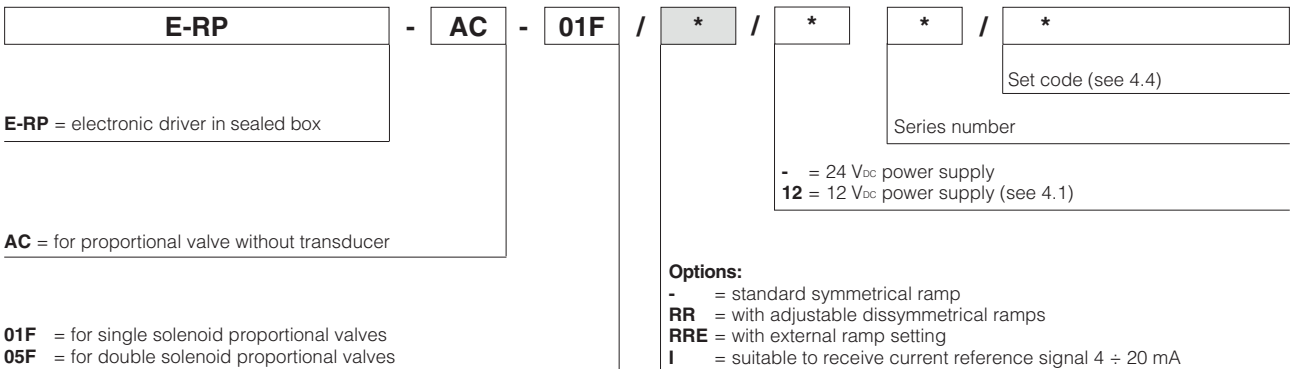 E-RP - AC - 01F / * / * * / *
Set code (see 4.4)
E-RP = electronic driver in sealed box
Series number
- = 24 VDC power supply
12 = 12 VDC power supply (see 4.1)
AC = for proportional valve without transducer
Options:
- = standard symmetrical ramp
RR = with adjustable dissymmetrical ramps
RRE = with external ramp setting
I = suitable to receive current reference signal 4 ÷ 20 mA
01F = for single solenoid proportional valves
05F = for double solenoid proportional valves